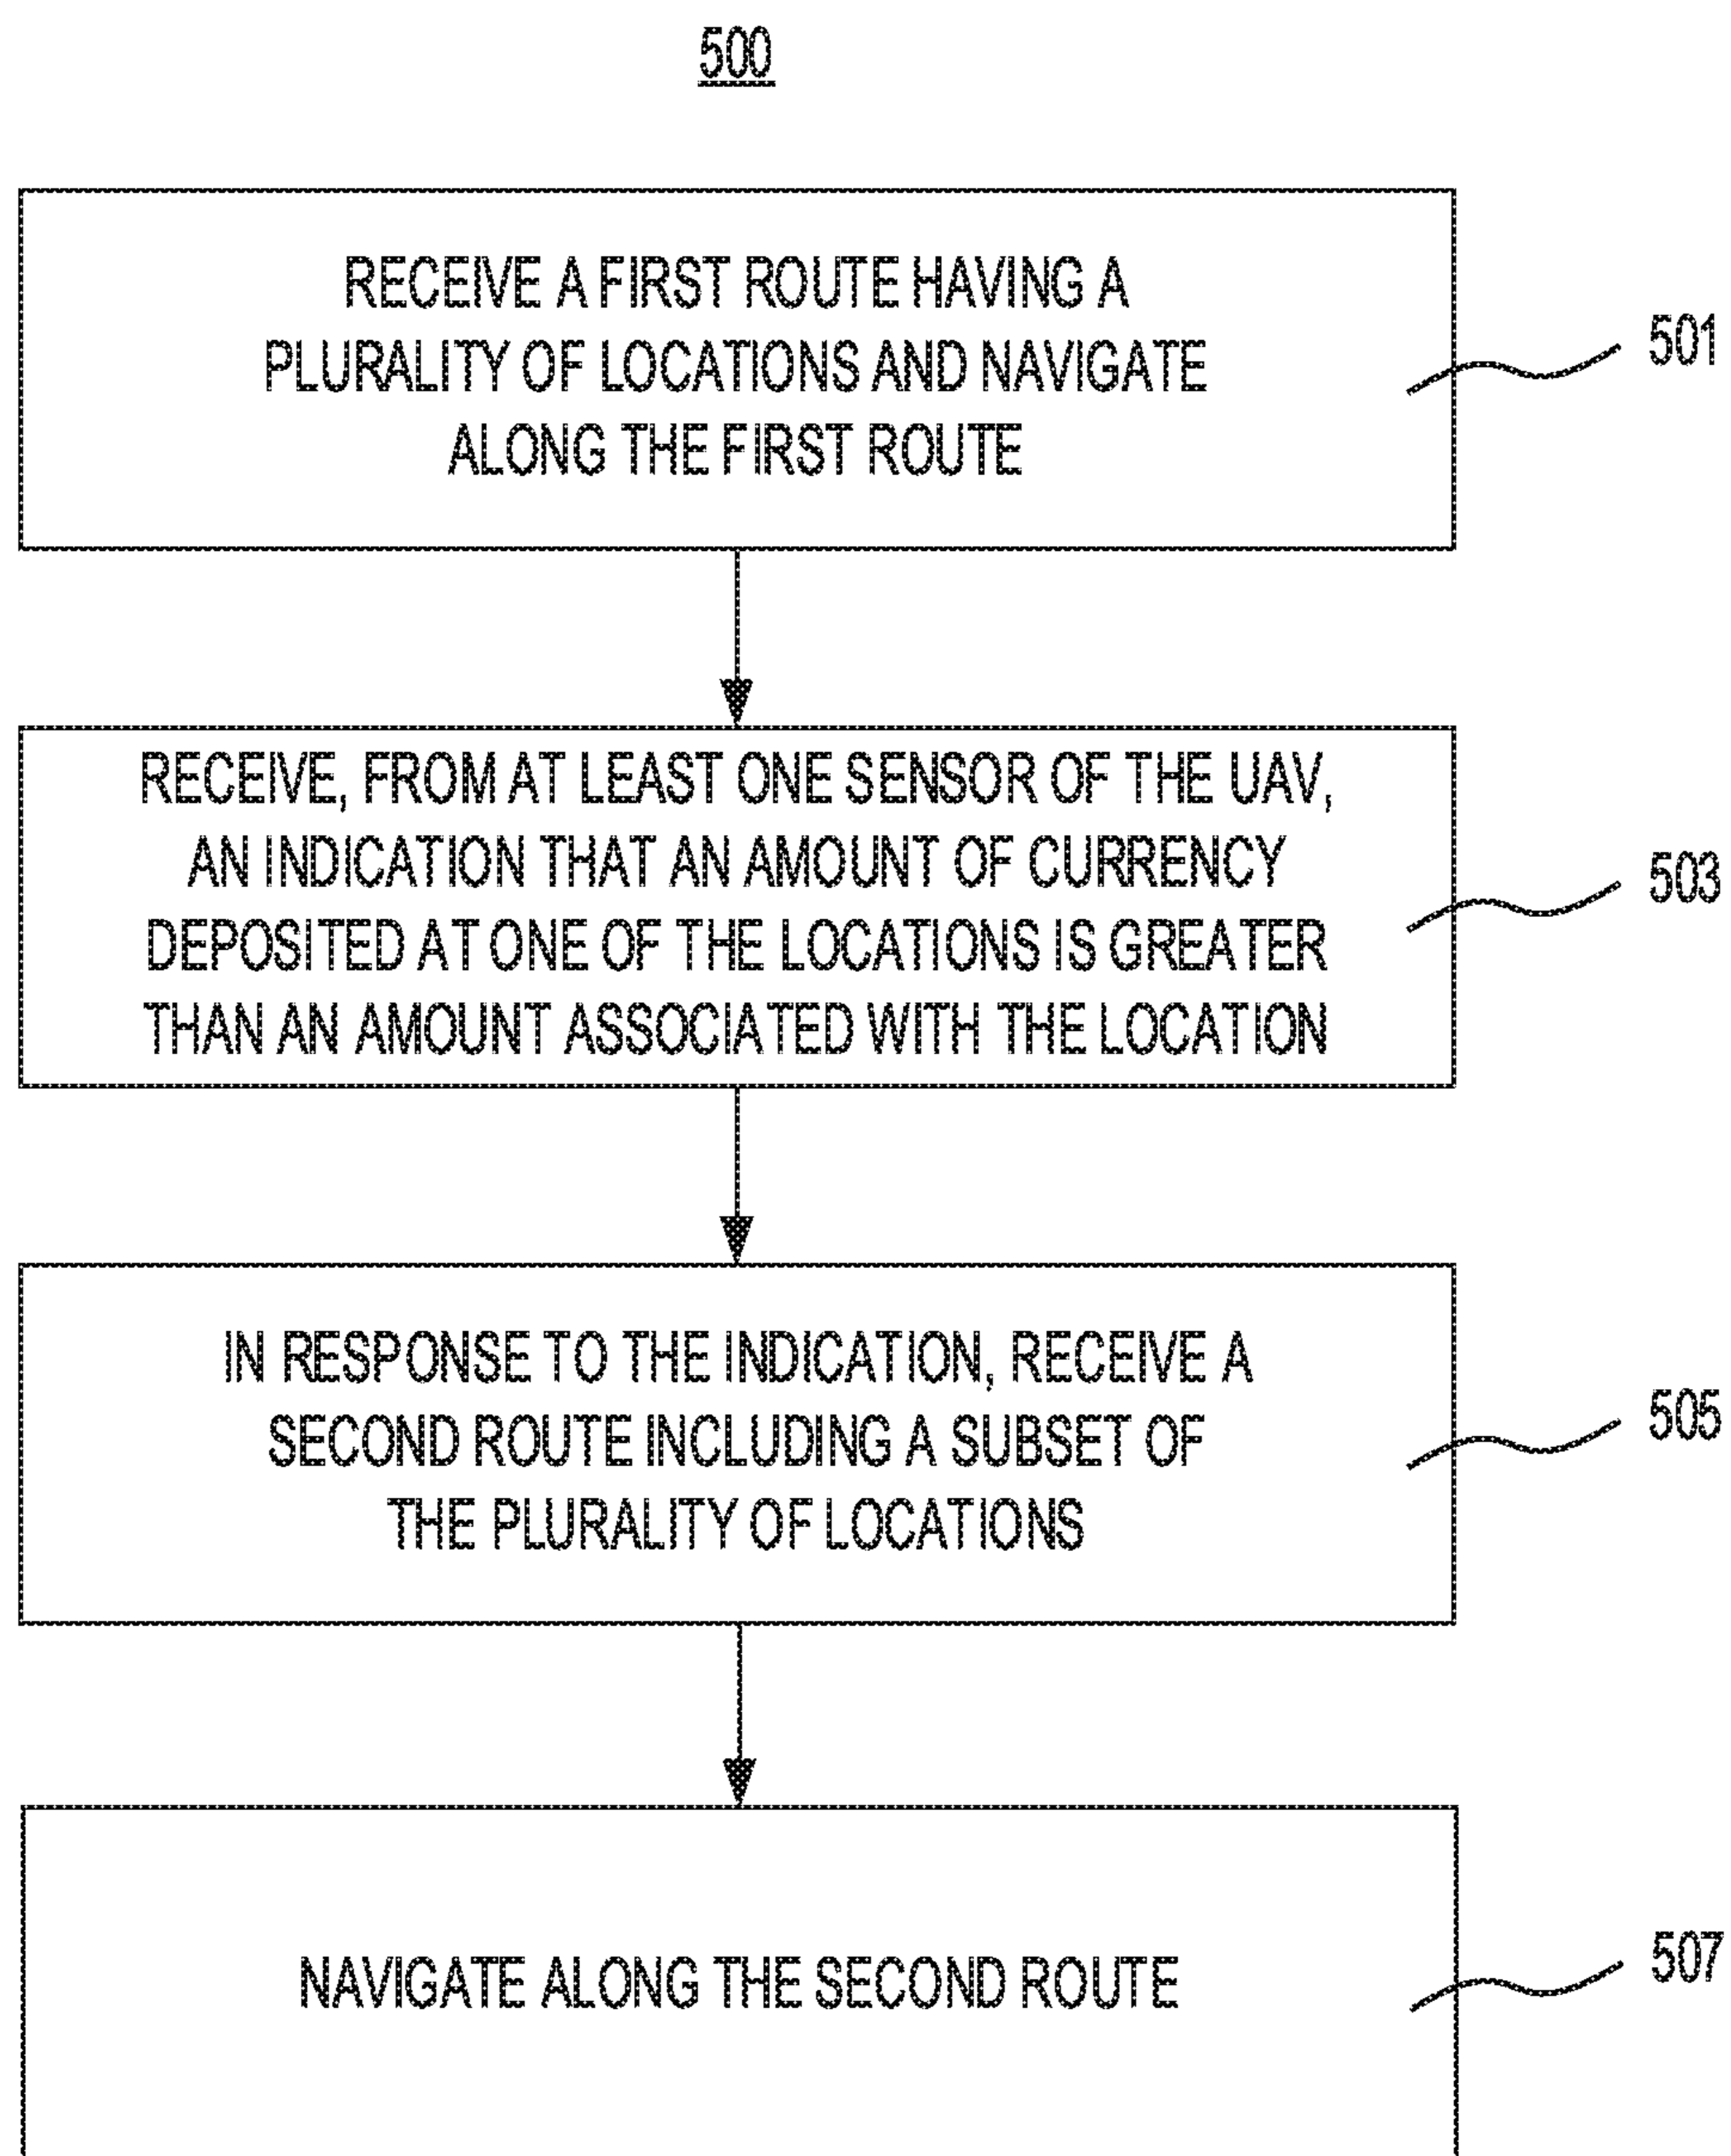 500
RECEIVE A FIRST ROUTE HAVING A
PLURALITY OF LOCATIONS AND NAVIGATE
ALONG THE FIRST ROUTE
501
RECEIVE, FROM AT LEAST ONE SENSOR OF THE UAV,
AN INDICATION THAT AN AMOUNT OF CURRENCY
DEPOSITED AT ONE OF THE LOCATIONS IS GREATER
THAN AN AMOUNT ASSOCIATED WITH THE LOCATION
503
IN RESPONSE TO THE INDICATION, RECEIVE A
SECOND ROUTE INCLUDING A SUBSET OF
THE PLURALITY OF LOCATIONS
505
NAVIGATE ALONG THE SECOND ROUTE
507